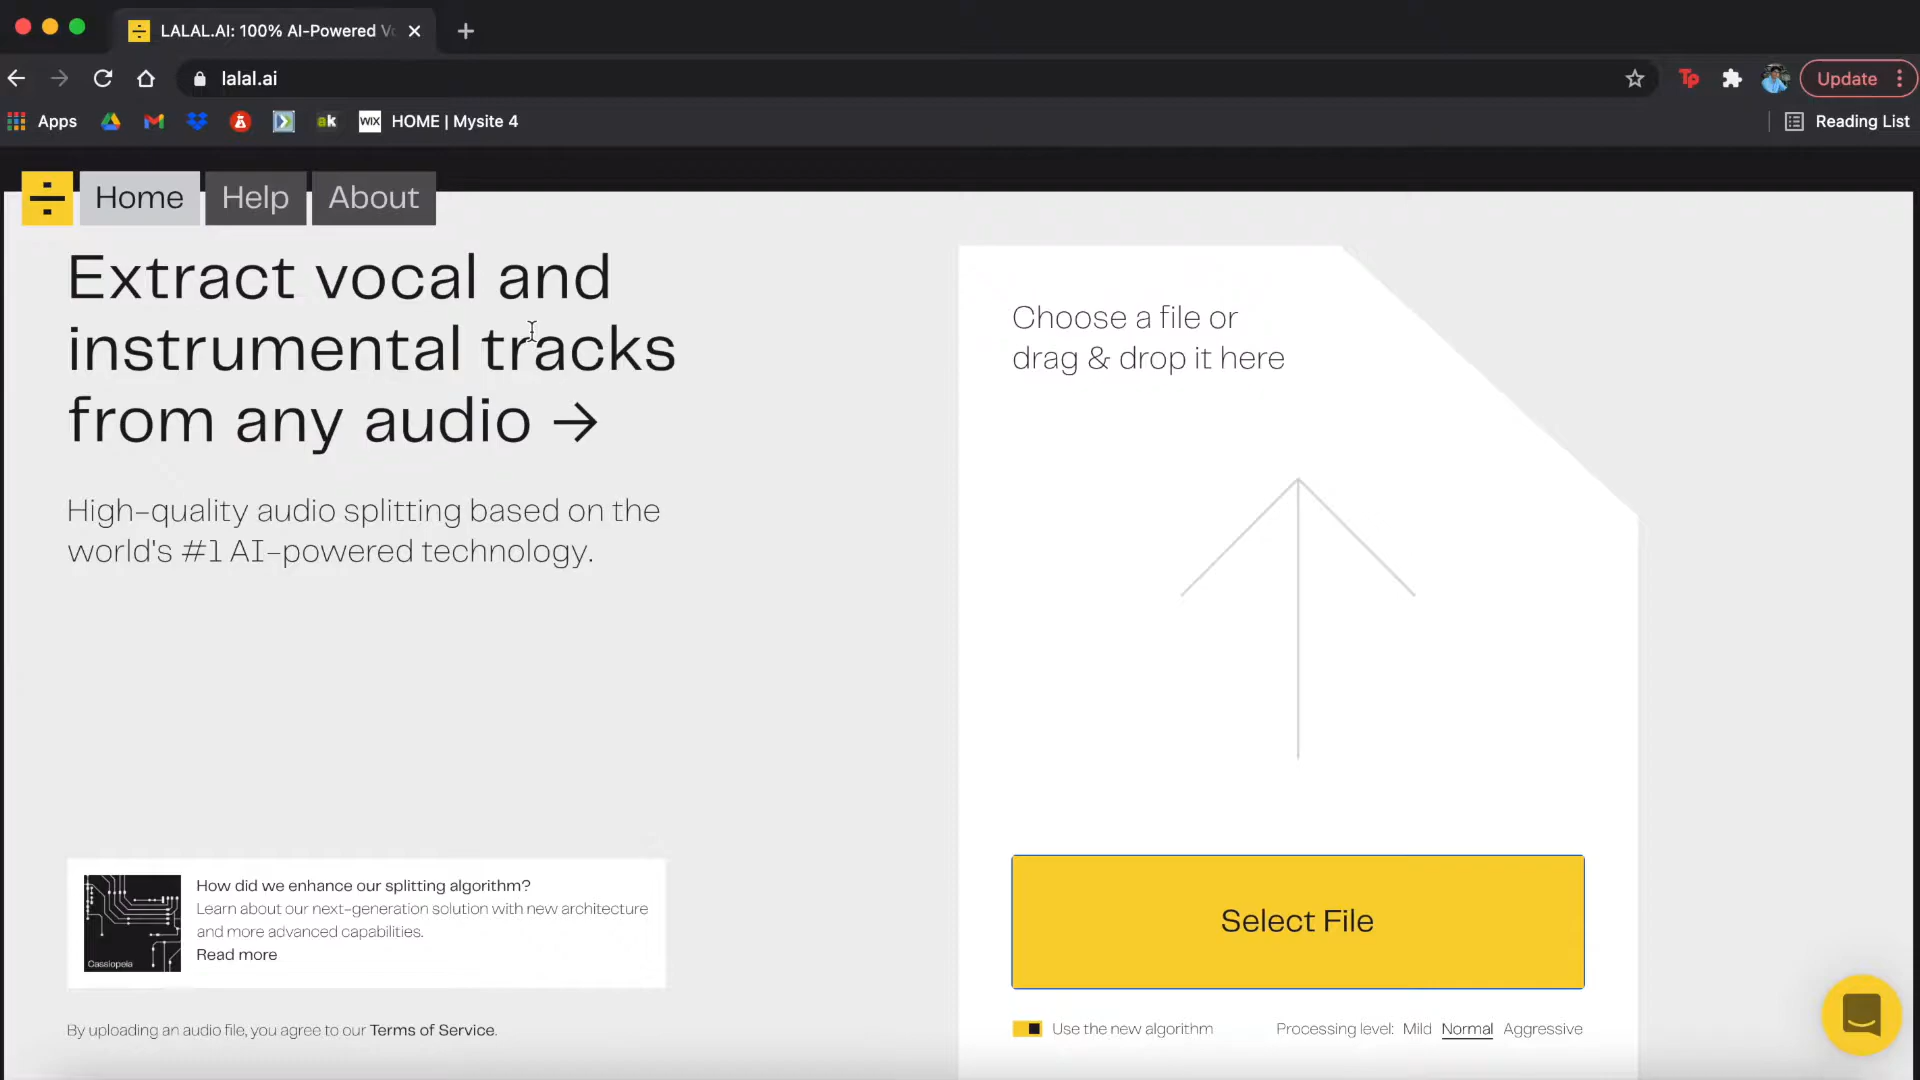 LALAL.AI: 100% AI-Powered Vo
lalal.ai
Tp
Update
Apps
ak
WIX
HOME | Mysite 4
Reading List
Home
Help
About
Extract vocal and
instrumental tracks
from any audio →
High-quality audio splitting based on the
world's #1 AI-powered technology.
Choose a file or
drag & drop it here
Select File
How did we enhance our splitting algorithm?
Learn about our next-generation solution with new architecture
and more advanced capabilities.
Read more
Cassiopeia
By uploading an audio file, you agree to our Terms of Service.
Use the new algorithm
Processing level: Mild Normal Aggressive